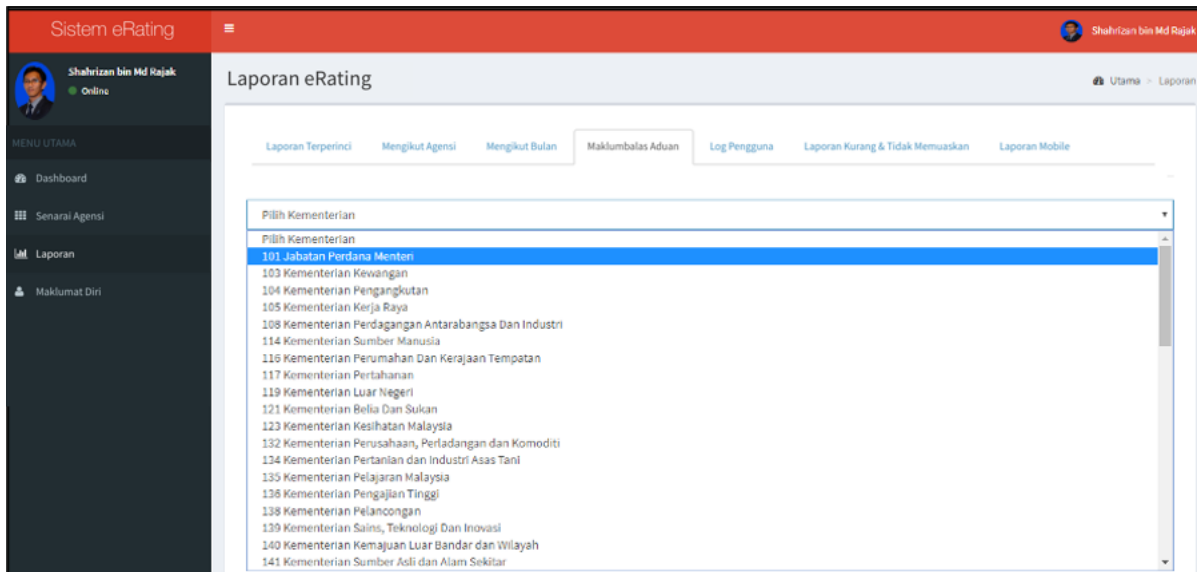 Sistem eRating
Shahrizan bin Md Rajak
Shahrizan bin Md Rajak
Online
Laporan eRating
Utama > Laporan
MENU UTAMA
Dashboard
Senarai Agensi
Laporan
Maklumat Diri
Laporan Terperinci
Mengikut Agensi
Mengikut Bulan
Maklumbalas Aduan
Log Pengguna
Laporan Kurang & Tidak Memuaskan
Laporan Mobile
Pilih Kementerian
Pilih Kementerian
101 Jabatan Perdana Menteri
103 Kementerian Kewangan
104 Kementerian Pengangkutan
105 Kementerian Kerja Raya
108 Kementerian Perdagangan Antarabangsa Dan Industri
114 Kementerian Sumber Manusia
116 Kementerian Perumahan Dan Kerajaan Tempatan
117 Kementerian Pertahanan
119 Kementerian Luar Negeri
121 Kementerian Belia Dan Sukan
123 Kementerian Kesihatan Malaysia
132 Kementerian Perusahaan, Perladangan dan Komoditi
134 Kementerian Pertanian dan Industri Asas Tani
135 Kementerian Pelajaran Malaysia
136 Kementerian Pengajian Tinggi
138 Kementerian Pelancongan
139 Kementerian Sains, Teknologi Dan Inovasi
140 Kementerian Kemajuan Luar Bandar dan Wilayah
141 Kementerian Sumber Asli dan Alam Sekitar